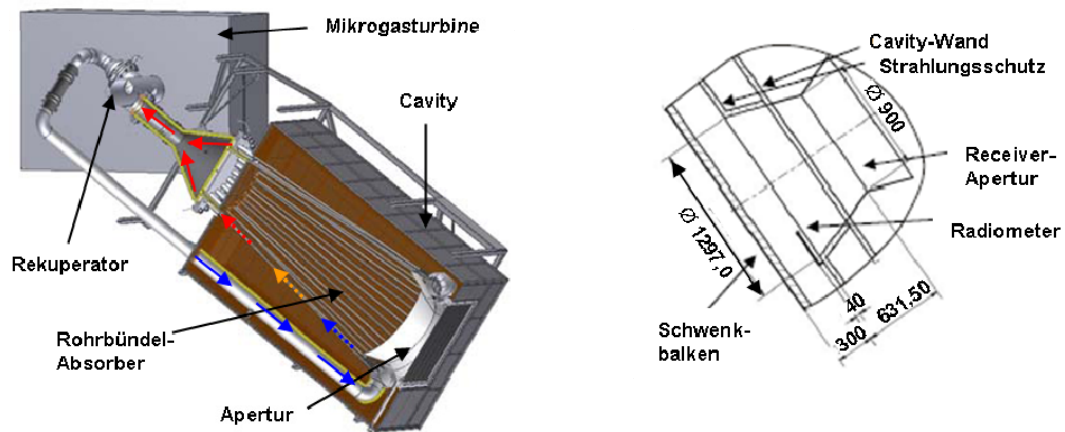 Mikrogasturbine
Cavity
Rekuperator
Rohrbündel-
Absorber
Apertur
Cavity-Wand
Strahlungsschutz
Ø 900
Receiver-
Apertur
Radiometer
Ø 1297,0
Schwenk-
balken
40
300
631,50